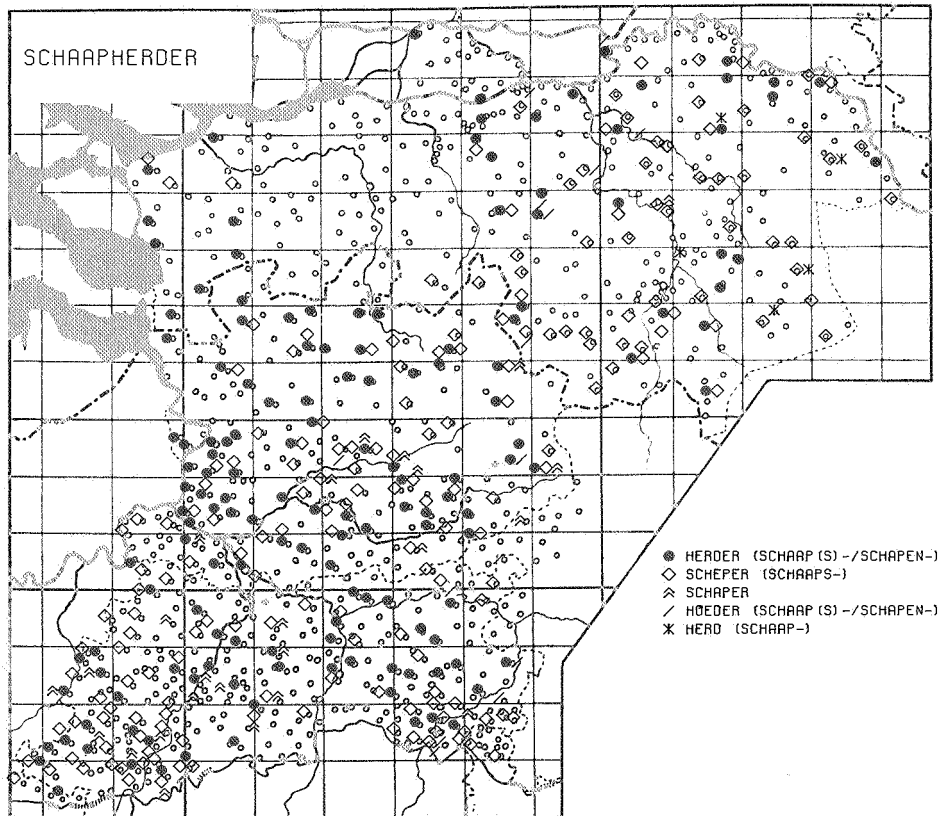 SCHAAPHERDER
HERDER (SCHAAP(S)-/SCHAPEN-)
SCHEPER (SCHAAPS-)
SCHAPER
HOEDER (SCHAAP(S)-/SCHAPEN-)
HERD (SCHAAP-)